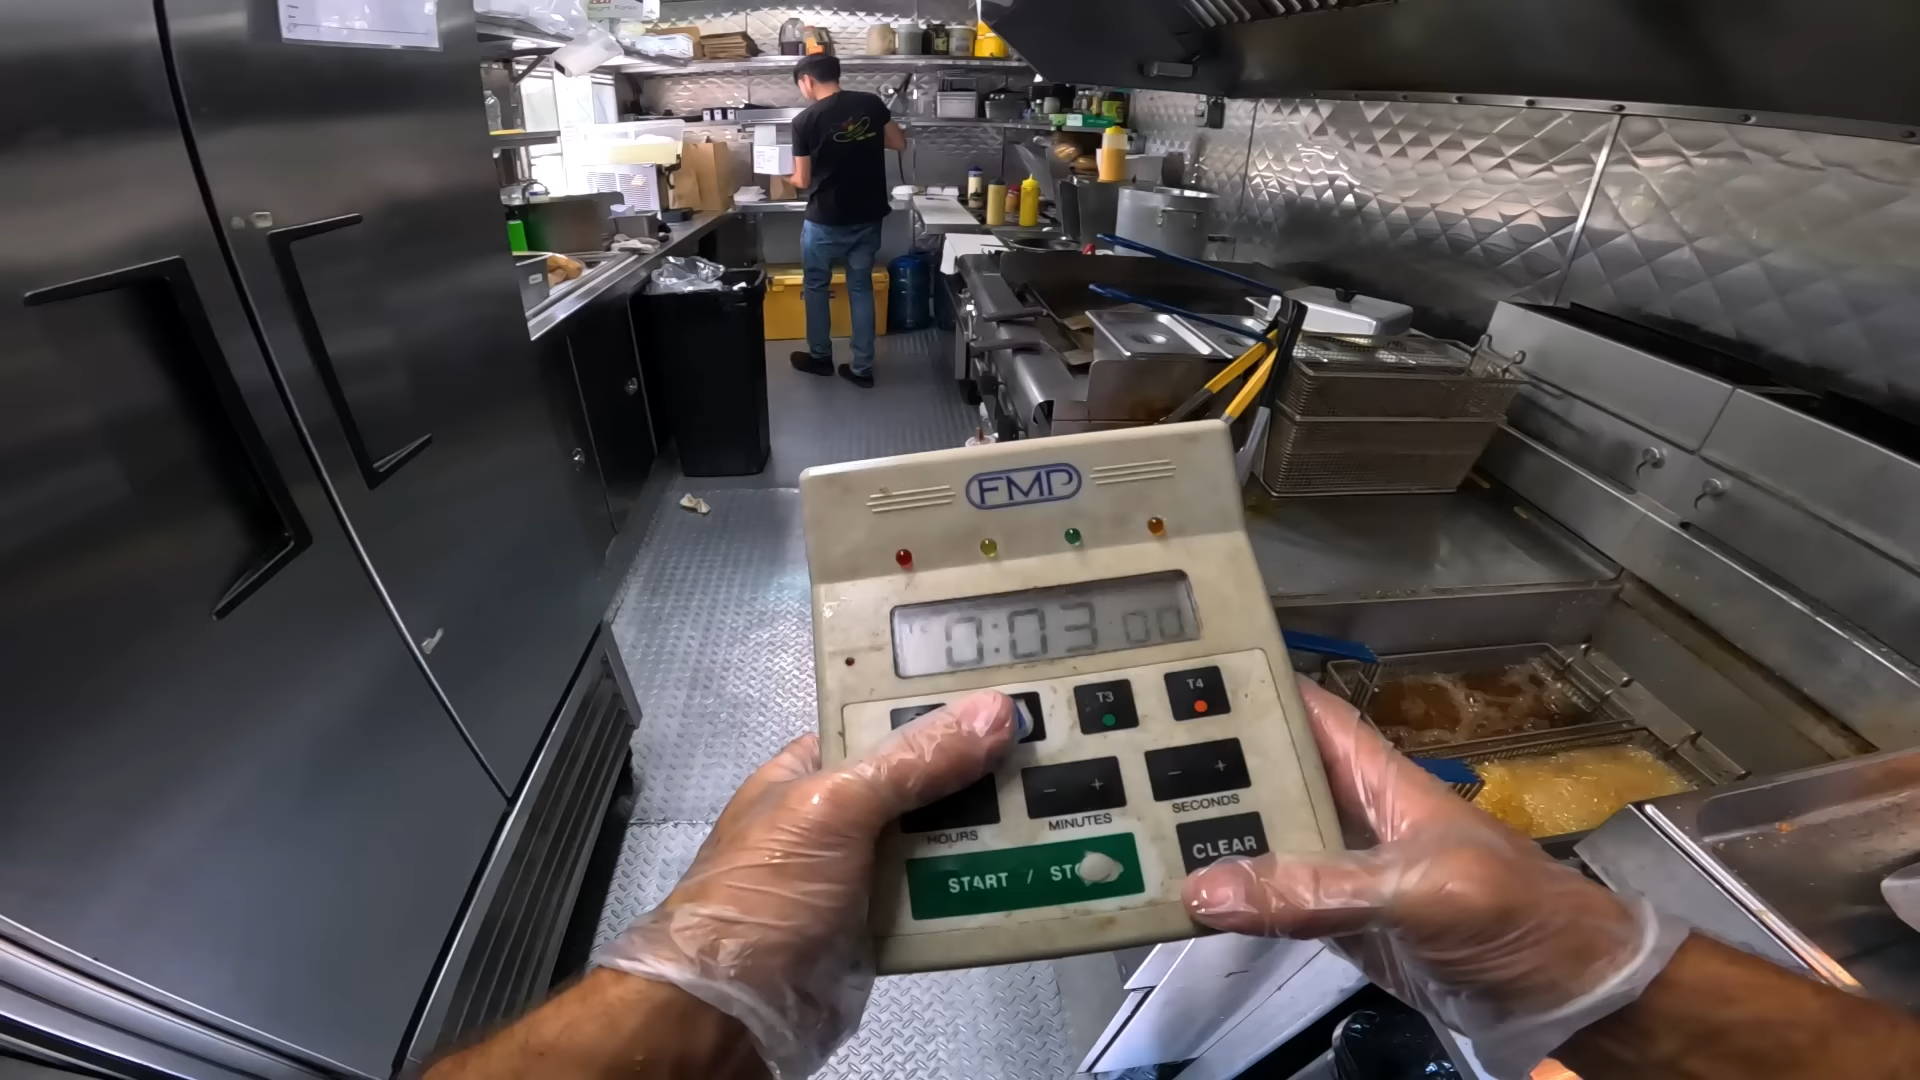 FMP
0:03 00
T3
T4
- +
- +
HOURS
MINUTES
SECONDS
START / STO
CLEAR